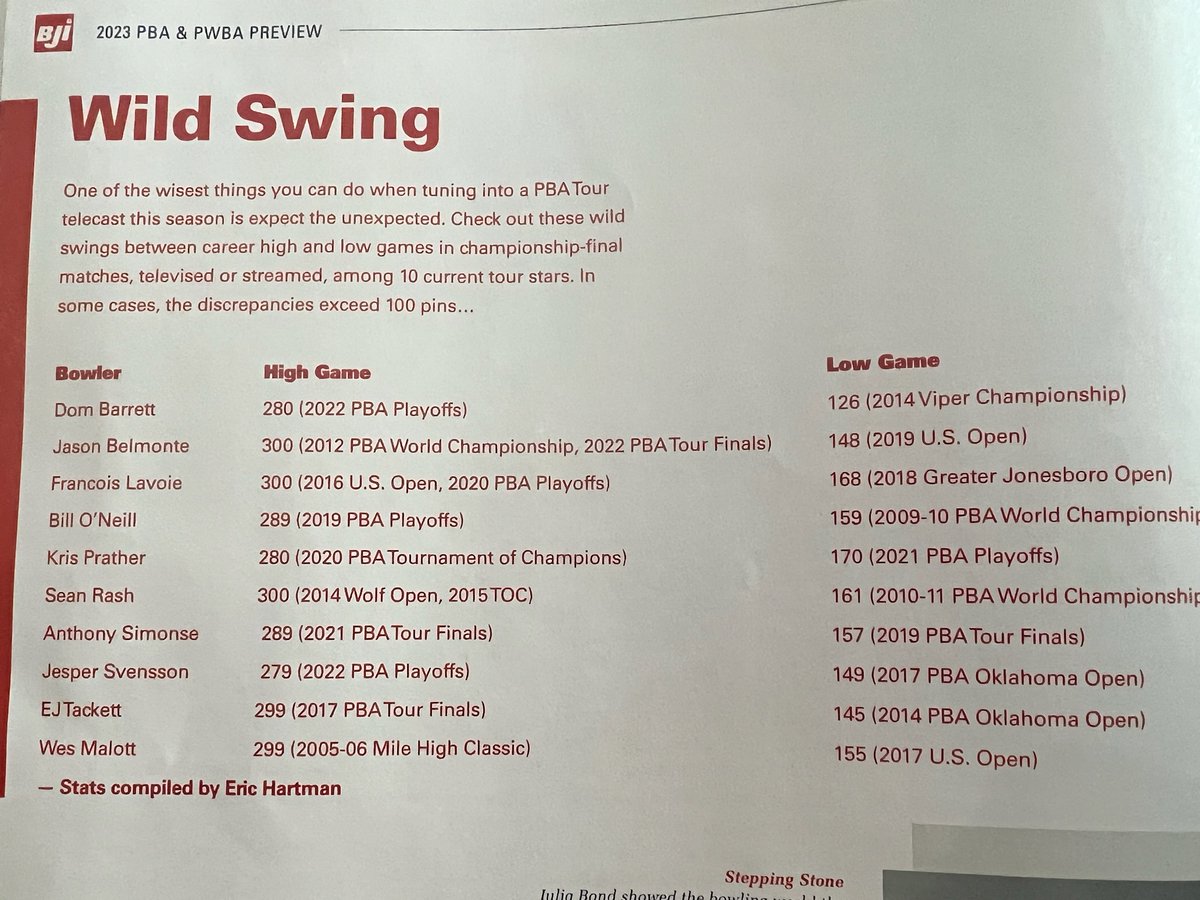 BJI
2023 PBA & PWBA PREVIEW
Wild Swing
One of the wisest things you can do when tuning into a PBA Tour
telecast this season is expect the unexpected. Check out these wild
swings between career high and low games in championship-final
matches, televised or streamed, among 10 current tour stars. In
some cases, the discrepancies exceed 100 pins...
Bowler High Game Low Game
Dom Barrett 280 (2022 PBA Playoffs) 126 (2014 Viper Championship)
Jason Belmonte 300 (2012 PBA World Championship, 2022 PBA Tour Finals) 148 (2019 U.S. Open)
Francois Lavoie 300 (2016 U.S. Open, 2020 PBA Playoffs) 168 (2018 Greater Jonesboro Open)
Bill O'Neill 289 (2019 PBA Playoffs) 159 (2009-10 PBA World Championship
Kris Prather 280 (2020 PBA Tournament of Champions) 170 (2021 PBA Playoffs)
Sean Rash 300 (2014 Wolf Open, 2015 TOC) 161 (2010-11 PBA World Championship
Anthony Simonse 289 (2021 PBA Tour Finals) 157 (2019 PBA Tour Finals)
Jesper Svensson 279 (2022 PBA Playoffs) 149 (2017 PBA Oklahoma Open)
EJ Tackett 299 (2017 PBA Tour Finals) 145 (2014 PBA Oklahoma Open)
Wes Malott 299 (2005-06 Mile High Classic) 155 (2017 U.S. Open)
— Stats compiled by Eric Hartman
Stepping Stone
Julia Bond showed the bowling world